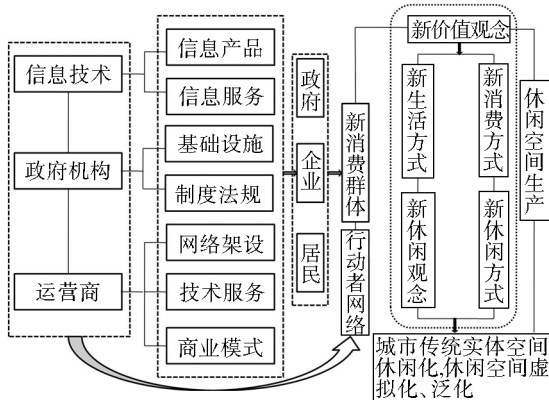 信息技术
政府机构
运营商
信息产品
信息服务
基础设施
制度法规
网络架设
技术服务
商业模式
政府
企业
居民
新消费群体
行动者网络
新价值观念
新生活方式
新消费方式
新休闲观念
新休闲方式
休闲空间生产
城市传统实体空间
休闲化,休闲空间虚
拟化、泛化